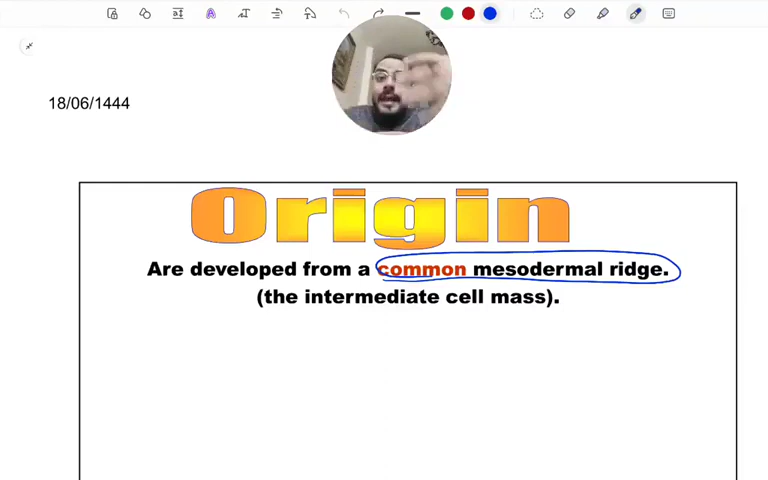 18/06/1444
Origin
Are developed from a common mesodermal ridge.
(the intermediate cell mass).